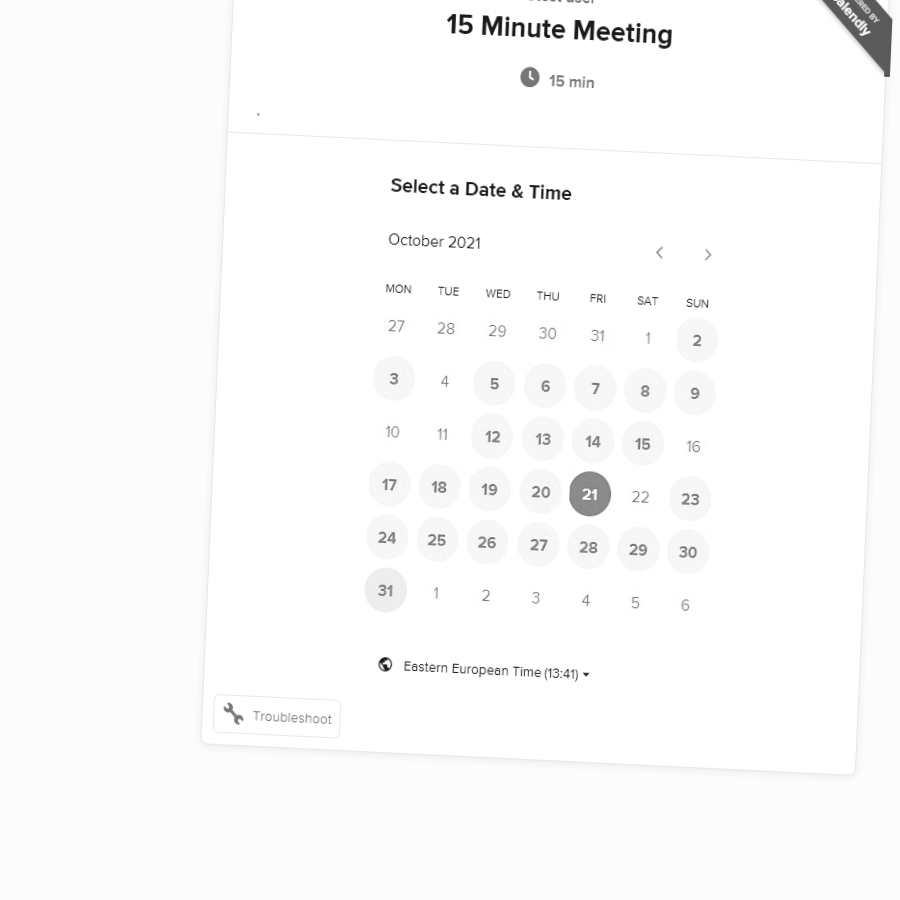 test user
15 Minute Meeting
15 min
Select a Date & Time
October 2021
MON TUE WED THU FRI SAT SUN
27 28 29 30 31 1 2
3 4 5 6 7 8 9
10 11 12 13 14 15 16
17 18 19 20 21 22 23
24 25 26 27 28 29 30
31 1 2 3 4 5 6
Eastern European Time (13:41)
Troubleshoot